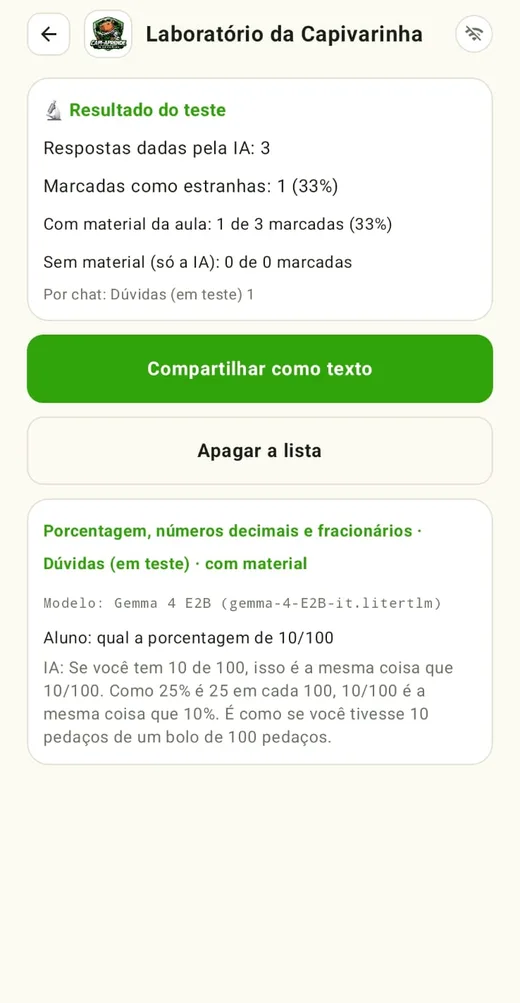 Laboratório da Capivarinha
Resultado do teste
Respostas dadas pela IA: 3
Marcadas como estranhas: 1 (33%)
Com material da aula: 1 de 3 marcadas (33%)
Sem material (só a IA): 0 de 0 marcadas
Por chat: Dúvidas (em teste) 1
Compartilhar como texto
Apagar a lista
Porcentagem, números decimais e fracionários ·
Dúvidas (em teste) · com material
Modelo: Gemma 4 E2B (gemma-4-E2B-it.litertlm)
Aluno: qual a porcentagem de 10/100
IA: Se você tem 10 de 100, isso é a mesma coisa que
10/100. Como 25% é 25 em cada 100, 10/100 é a
mesma coisa que 10%. É como se você tivesse 10
pedaços de um bolo de 100 pedaços.